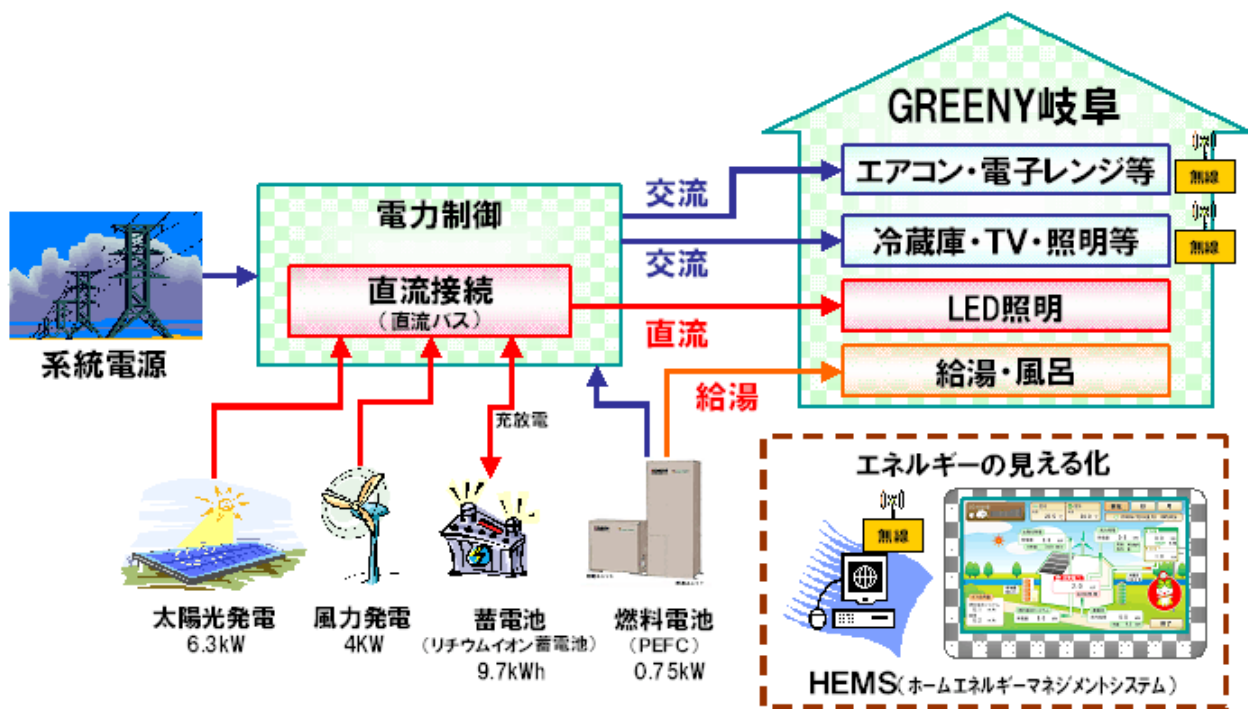 GREENY岐阜
エアコン・電子レンジ等
無線
冷蔵庫・TV・照明等
無線
LED照明
給湯・風呂
交流
交流
直流
給湯
電力制御
直流接続
(直流バス)
系統電源
充放電
太陽光発電
6.3kW
風力発電
4KW
蓄電池
(リチウムイオン蓄電池)
9.7kWh
燃料電池
(PEFC)
0.75kW
エネルギーの見える化
無線
HEMS(ホームエネルギーマネジメントシステム)